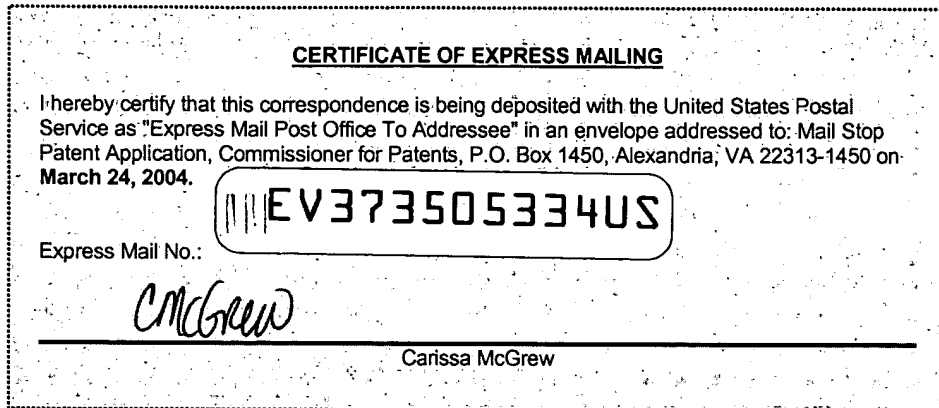 CERTIFICATE OF EXPRESS MAILING
I hereby certify that this correspondence is being deposited with the United States Postal
Service as "Express Mail Post Office To Addressee" in an envelope addressed to: Mail Stop
Patent Application, Commissioner for Patents, P.O. Box 1450, Alexandria, VA 22313-1450 on
March 24, 2004.
EV373505334US
Express Mail No.:
CMcGrew
Carissa McGrew